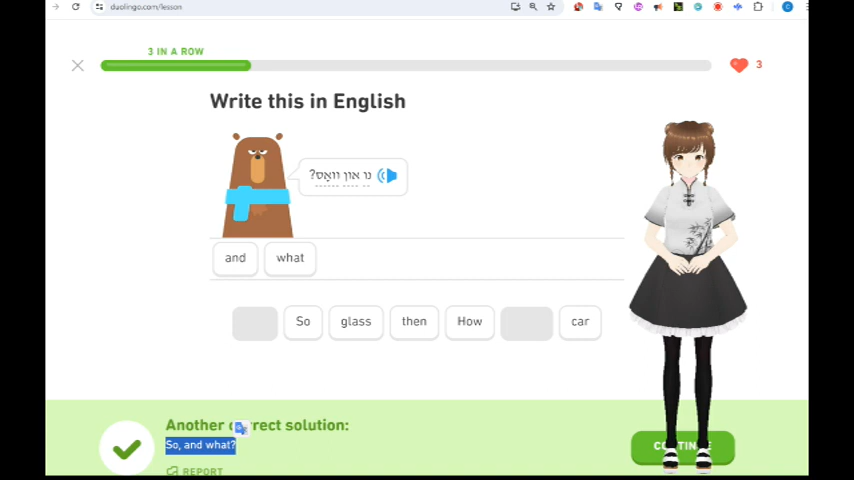 duolingo.com/lesson
3 IN A ROW
3
Write this in English
נו און וואָס?
and what
So glass then How car
Another correct solution:
So, and what?
REPORT